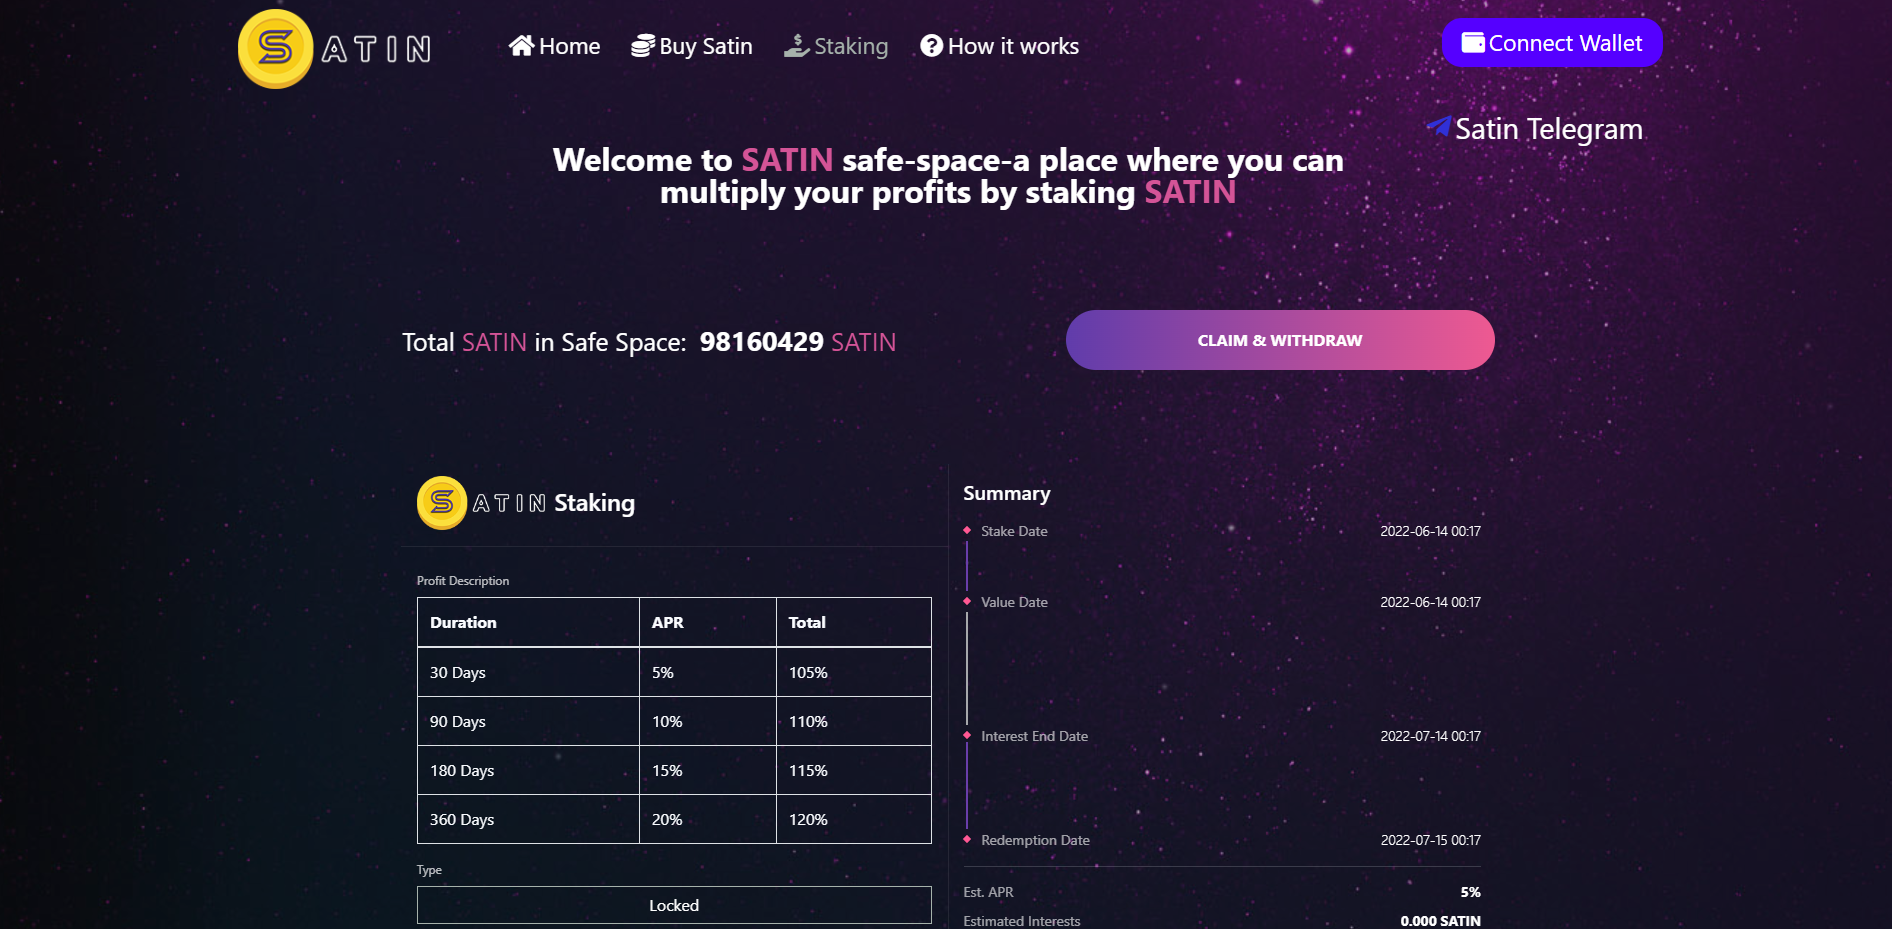 SATIN
Home
Buy Satin
Staking
How it works
Connect Wallet
Satin Telegram
Welcome to SATIN safe-space-a place where you can
multiply your profits by staking SATIN
Total SATIN in Safe Space: 98160429 SATIN
CLAIM & WITHDRAW
SATIN Staking
Profit Description
Duration APR Total
30 Days 5% 105%
90 Days 10% 110%
180 Days 15% 115%
360 Days 20% 120%
Type
Locked
Summary
Stake Date 2022-06-14 00:17
Value Date 2022-06-14 00:17
Interest End Date 2022-07-14 00:17
Redemption Date 2022-07-15 00:17
Est. APR 5%
Estimated Interests 0.000 SATIN